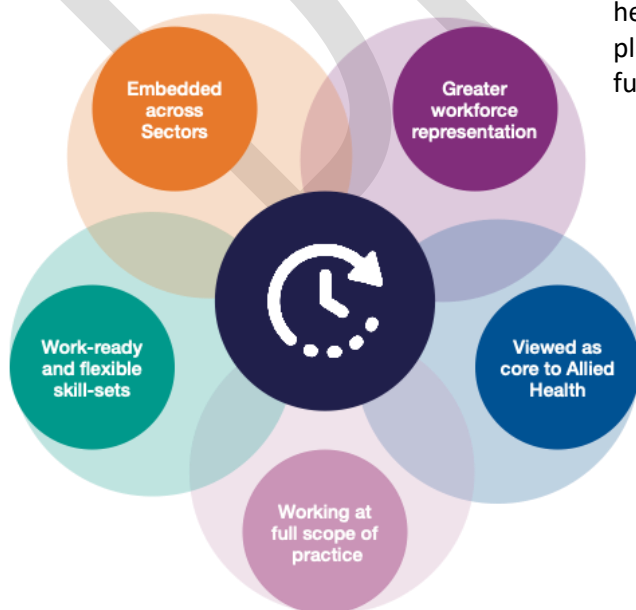 Embedded
across
Sectors
Greater
workforce
representation
Work-ready
and flexible
skill-sets
Viewed as
core to Allied
Health
Working at
full scope of
practice